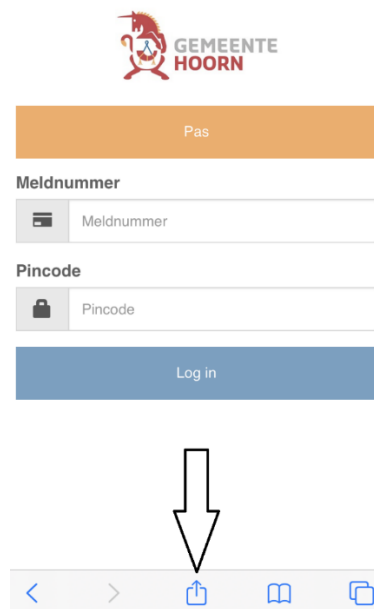 GEMEENTE
HOORN
Pas
Meldnummer
Meldnummer
Pincode
Pincode
Log in